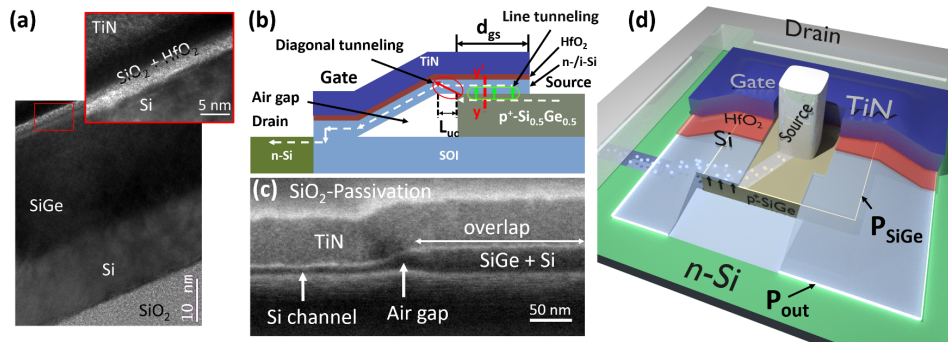 (a)
TiN
SiO2 + HfO2
Si
5 nm
SiGe
Si
SiO₂
10 nm
(b)
dgs
Line tunneling
Diagonal tunneling
TiN
HfO2
n-/i-Si
Gate
Source
Air gap
y'
y
p⁺-Si0.5Ge0.5
Drain
Luc
n-Si
SOI
(c)
SiO2-Passivation
TiN
overlap
SiGe + Si
Si channel
Air gap
50 nm
(d)
Drain
Gate
TiN
Source
HfO2
Si
p-SiGe
PSiGe
n-Si
Pout